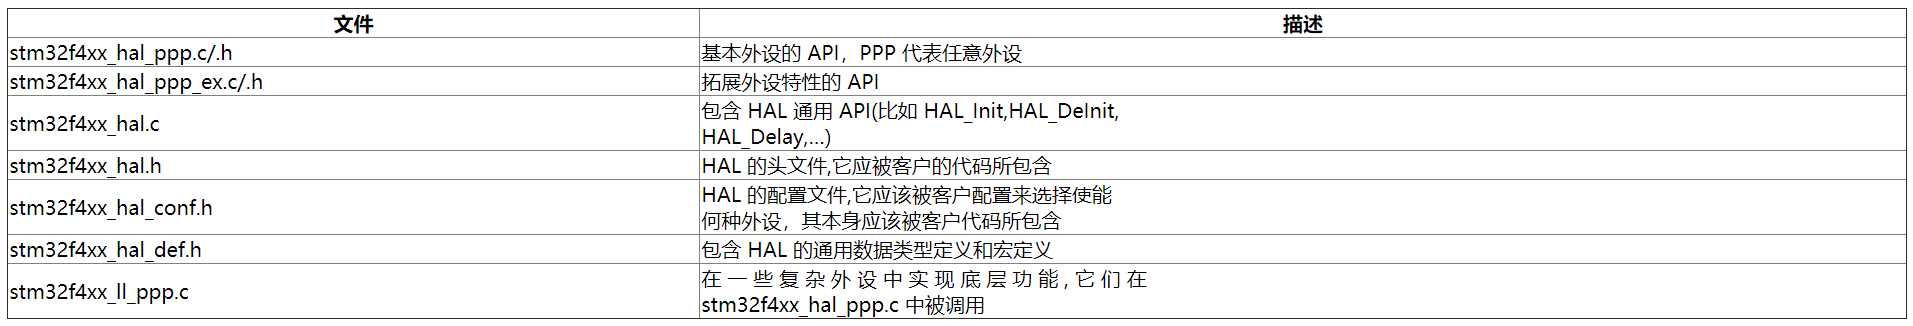 文件 描述
stm32f4xx_hal_ppp.c/.h 基本外设的 API，PPP 代表任意外设
stm32f4xx_hal_ppp_ex.c/.h 拓展外设特性的 API
stm32f4xx_hal.c 包含 HAL 通用 API(比如 HAL_Init,HAL_DeInit,
HAL_Delay,...)
stm32f4xx_hal.h HAL 的头文件,它应被客户的代码所包含
stm32f4xx_hal_conf.h HAL 的配置文件,它应该被客户配置来选择使能
何种外设，其本身应该被客户代码所包含
stm32f4xx_hal_def.h 包含 HAL 的通用数据类型定义和宏定义
stm32f4xx_ll_ppp.c 在 一 些 复 杂 外 设 中 实 现 底 层 功 能 , 它 们 在
stm32f4xx_hal_ppp.c 中被调用